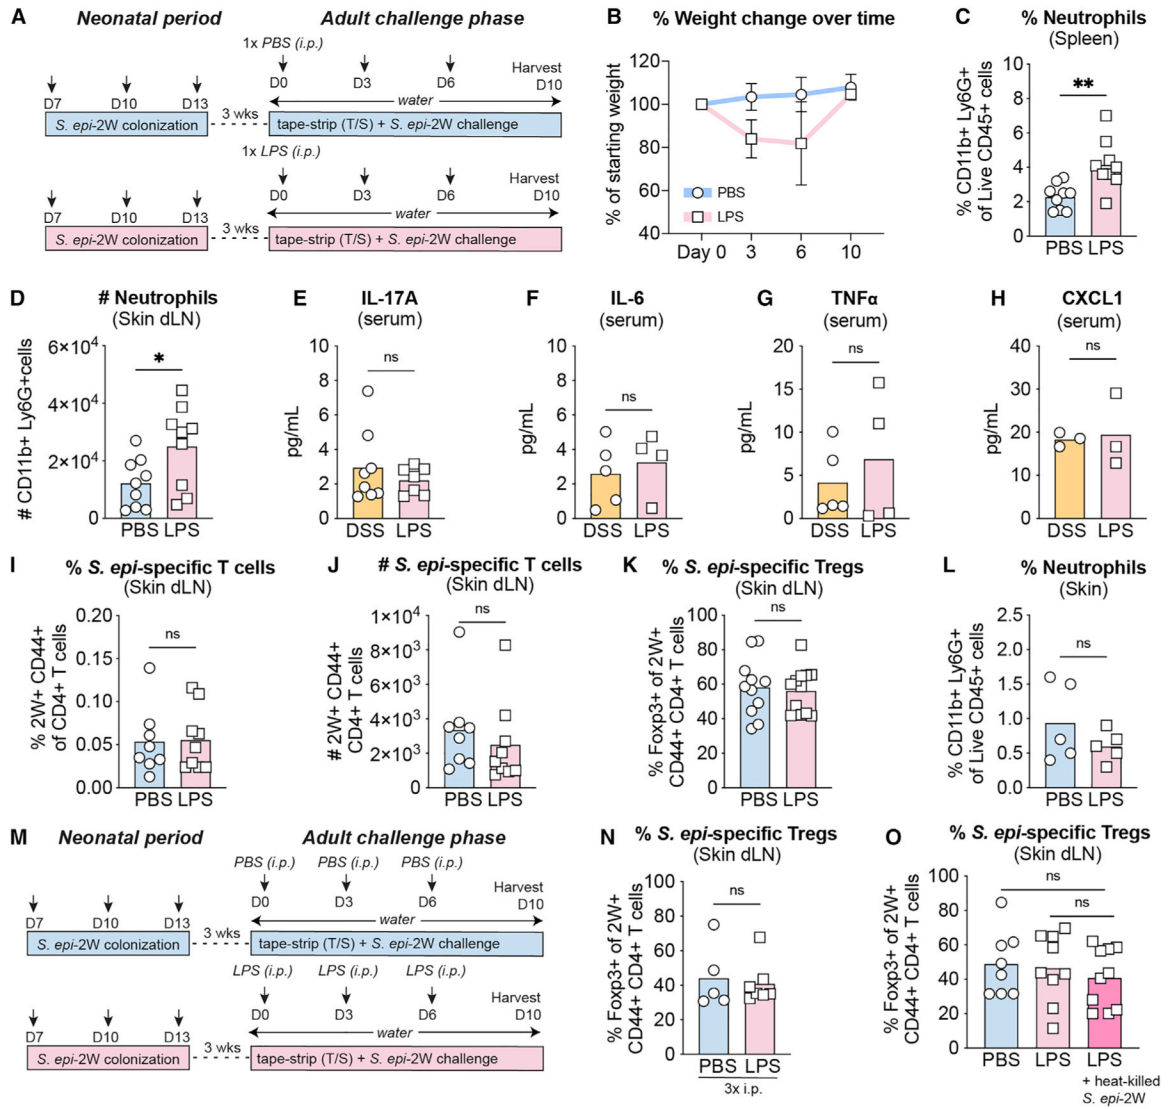 A
Neonatal period
Adult challenge phase
1x PBS (i.p.)
D0
D3
D6
Harvest
D10
D7
D10
D13
water
3 wks
S. epi-2W colonization
tape-strip (T/S) + S. epi-2W challenge
1x LPS (i.p.)
D0
D3
D6
Harvest
D10
D7
D10
D13
water
3 wks
S. epi-2W colonization
tape-strip (T/S) + S. epi-2W challenge
B
% Weight change over time
% of starting weight
120
100
80
60
40
PBS
LPS
Day 0 3 6 10
C
% Neutrophils
(Spleen)
% CD11b+ Ly6G+
of Live CD45+ cells
10
8
6
4
2
0
**
PBS LPS
D
# Neutrophils
(Skin dLN)
# CD11b+ Ly6G+cells
6×10⁴
4×10⁴
2×10⁴
0
*
PBS LPS
E
IL-17A
(serum)
pg/mL
10
8
6
4
2
0
ns
DSS LPS
F
IL-6
(serum)
pg/mL
10
8
6
4
2
0
ns
DSS LPS
G
TNFα
(serum)
pg/mL
20
15
10
5
0
ns
DSS LPS
H
CXCL1
(serum)
pg/mL
40
30
20
10
0
ns
DSS LPS
I
% S. epi-specific T cells
(Skin dLN)
% 2W+ CD44+
of CD4+ T cells
0.20
0.15
0.10
0.05
0.00
ns
PBS LPS
J
# S. epi-specific T cells
(Skin dLN)
# 2W+ CD44+
CD4+ T cells
1×10⁴
8×10³
6×10³
4×10³
2×10³
0
ns
PBS LPS
K
% S. epi-specific Tregs
(Skin dLN)
% Foxp3+ of 2W+
CD44+ CD4+ T cells
100
80
60
40
20
0
ns
PBS LPS
L
% Neutrophils
(Skin)
% CD11b+ Ly6G+
of Live CD45+ cells
2.5
2.0
1.5
1.0
0.5
0.0
ns
PBS LPS
M
Neonatal period
Adult challenge phase
PBS (i.p.) PBS (i.p.) PBS (i.p.)
D0
D3
D6
Harvest
D10
D7
D10
D13
water
3 wks
S. epi-2W colonization
tape-strip (T/S) + S. epi-2W challenge
LPS (i.p.) LPS (i.p.) LPS (i.p.)
D0
D3
D6
Harvest
D10
D7
D10
D13
water
3 wks
S. epi-2W colonization
tape-strip (T/S) + S. epi-2W challenge
N
% S. epi-specific Tregs
(Skin dLN)
% Foxp3+ of 2W+
CD44+ CD4+ T cells
100
80
60
40
20
0
ns
PBS LPS
3x i.p.
O
% S. epi-specific Tregs
(Skin dLN)
% Foxp3+ of 2W+
CD44+ CD4+ T cells
100
80
60
40
20
0
ns
ns
PBS LPS LPS
+ heat-killed
S. epi-2W